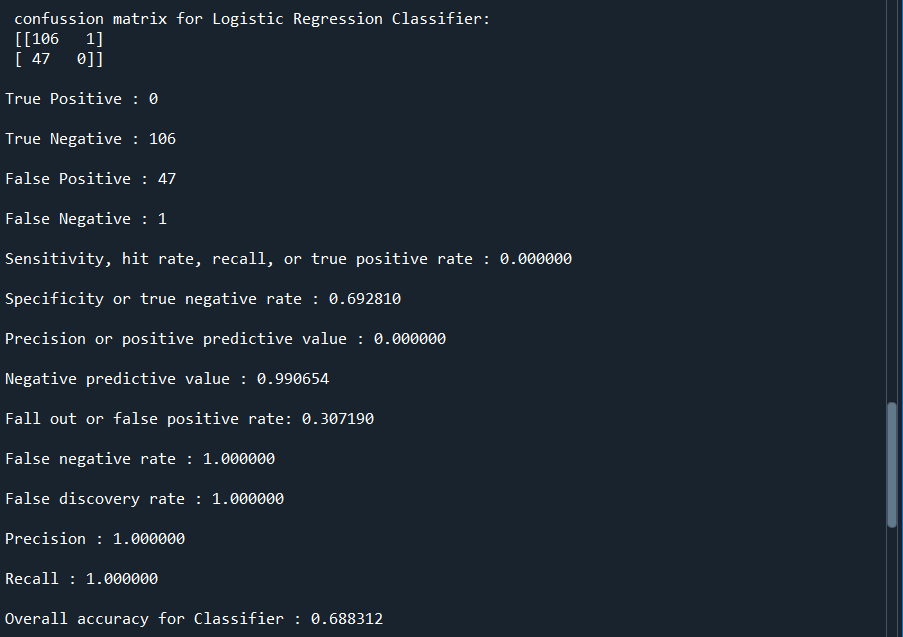 confussion matrix for Logistic Regression Classifier:
[[106   1]
[ 47   0]]
True Positive : 0
True Negative : 106
False Positive : 47
False Negative : 1
Sensitivity, hit rate, recall, or true positive rate : 0.000000
Specificity or true negative rate : 0.692810
Precision or positive predictive value : 0.000000
Negative predictive value : 0.990654
Fall out or false positive rate: 0.307190
False negative rate : 1.000000
False discovery rate : 1.000000
Precision : 1.000000
Recall : 1.000000
Overall accuracy for Classifier : 0.688312